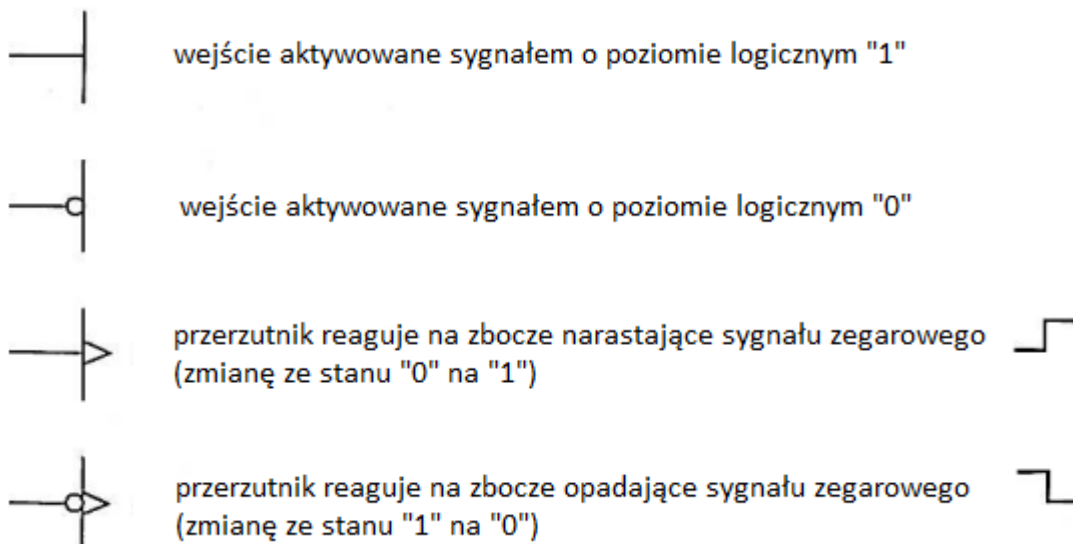 wejście aktywowane sygnałem o poziomie logicznym "1"
wejście aktywowane sygnałem o poziomie logicznym "0"
przerzutnik reaguje na zbocze narastające sygnału zegarowego
(zmianę ze stanu "0" na "1")
przerzutnik reaguje na zbocze opadające sygnału zegarowego
(zmianę ze stanu "1" na "0")